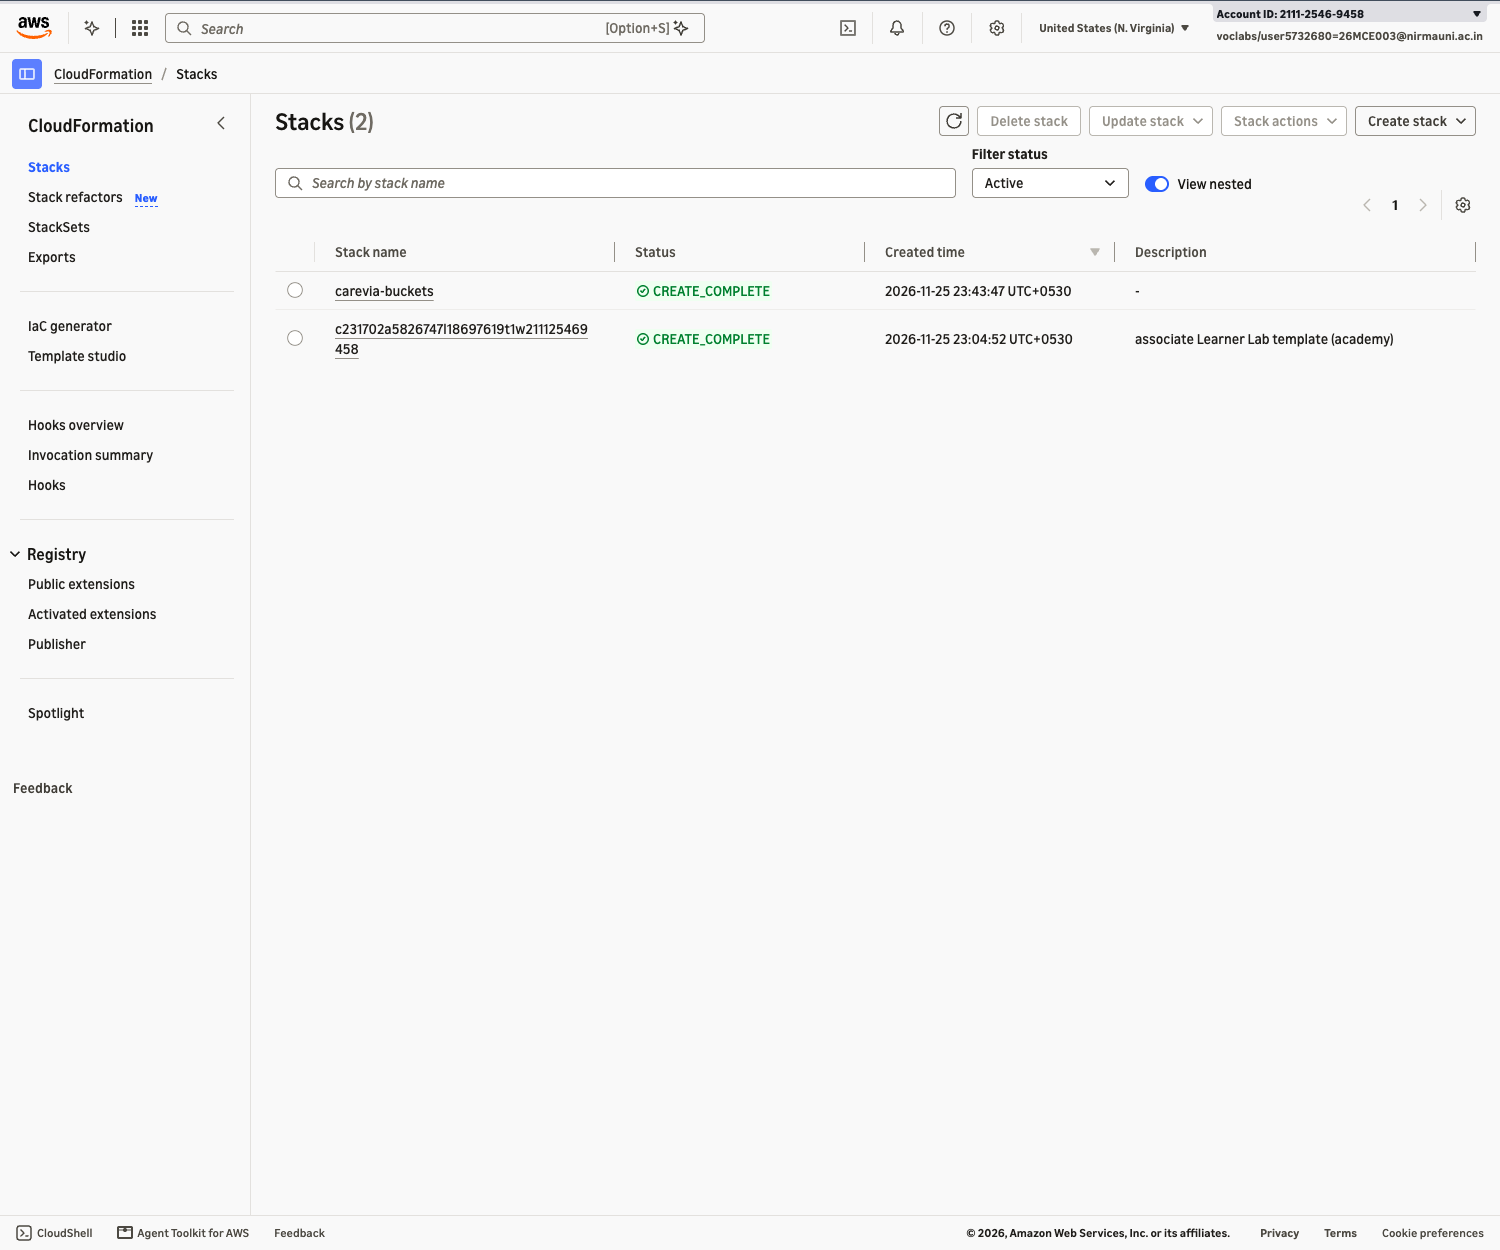 aws
Search
[Option+S]
United States (N. Virginia)
Account ID: 2111-2546-9458
voclabs/user5732680=26MCE003@nirmauni.ac.in
CloudFormation / Stacks
CloudFormation
Stacks
Stack refactors New
StackSets
Exports
IaC generator
Template studio
Hooks overview
Invocation summary
Hooks
Registry
Public extensions
Activated extensions
Publisher
Spotlight
Feedback
Stacks (2)
Delete stack
Update stack
Stack actions
Create stack
Filter status
Search by stack name
Active
View nested
1
Stack name Status Created time Description
carevia-buckets CREATE_COMPLETE 2026-11-25 23:43:47 UTC+0530 -
c231702a5826747l18697619t1w211125469
458
CREATE_COMPLETE 2026-11-25 23:04:52 UTC+0530 associate Learner Lab template (academy)
CloudShell Agent Toolkit for AWS Feedback © 2026, Amazon Web Services, Inc. or its affiliates. Privacy Terms Cookie preferences